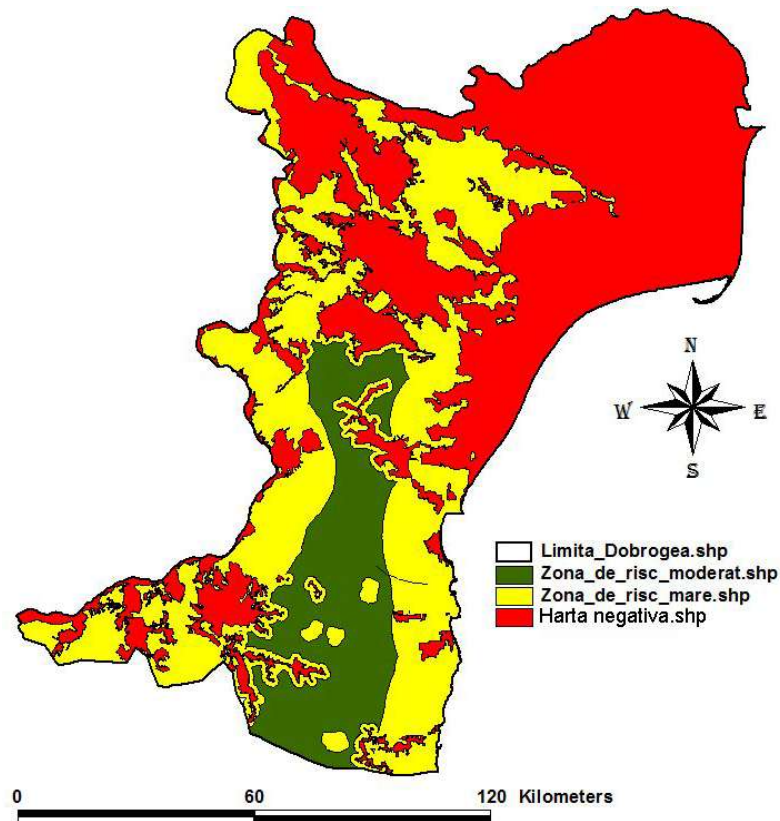 N
W E
S
Limita_Dobrogea.shp
Zona_de_risc_moderat.shp
Zona_de_risc_mare.shp
Harta negativa.shp
0 60 120 Kilometers